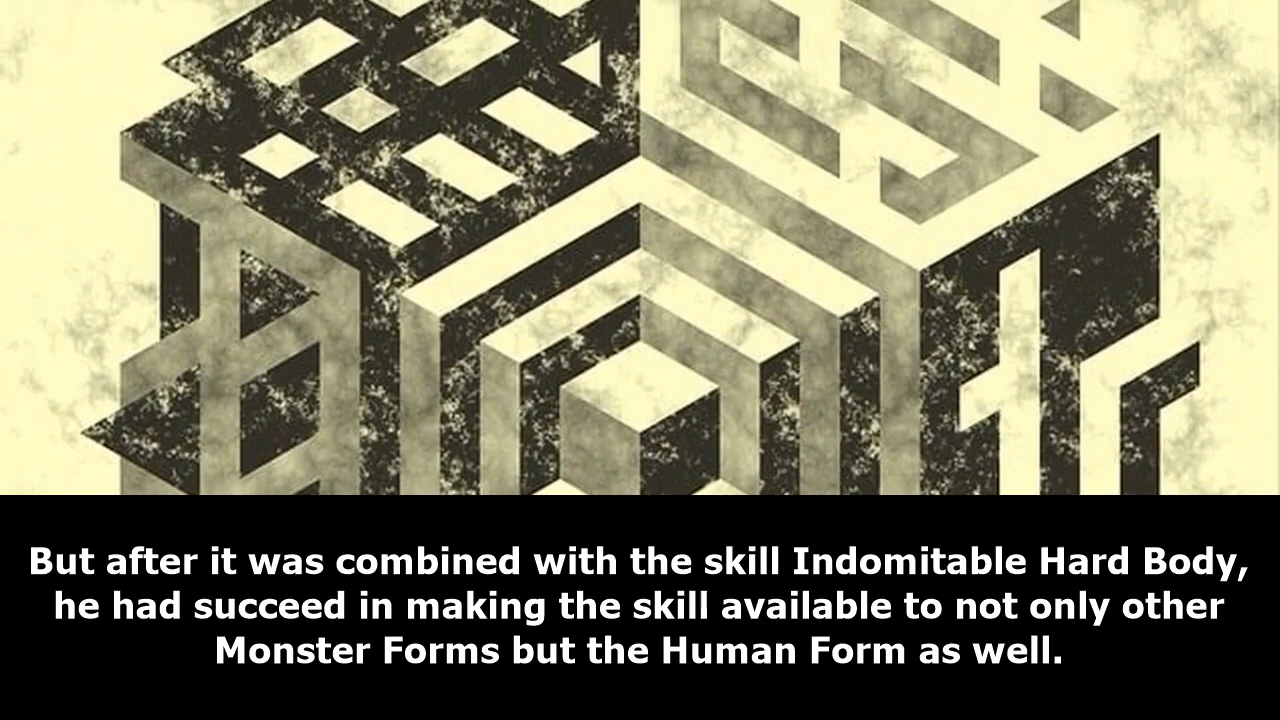 But after it was combined with the skill Indomitable Hard Body,
he had succeed in making the skill available to not only other
Monster Forms but the Human Form as well.